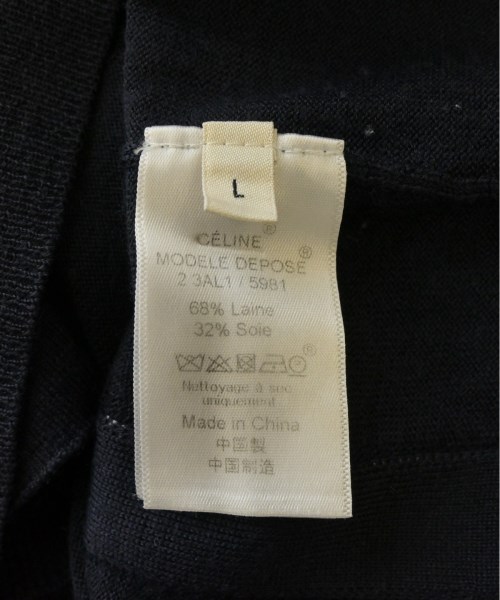 L
CÉLINE®
MODELE DEPOSE®
2 3AL1 / 5981
68% Laine
32% Soie
®
Nettoyage à sec
uniquement
Made in China
中国製
中国制造